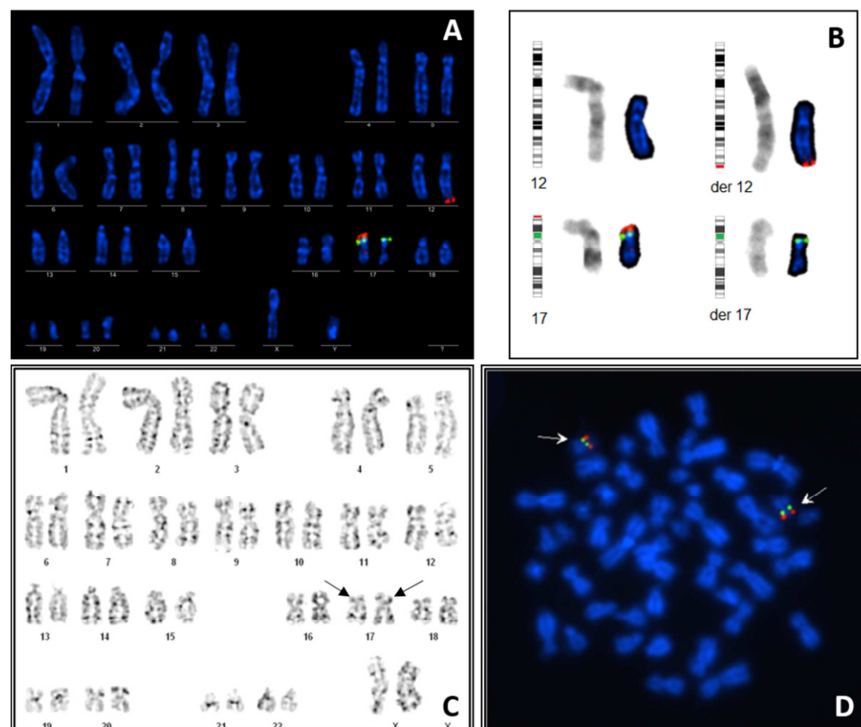 A
1 2 3 4 5
6 7 8 9 10 11 12
13 14 15 16 17 18
19 20 21 22 X Y ?
B
12 der 12
17 der 17
1 2 3 4 5
6 7 8 9 10 11 12
13 14 15 16 17 18
19 20 21 22 X Y
C
D